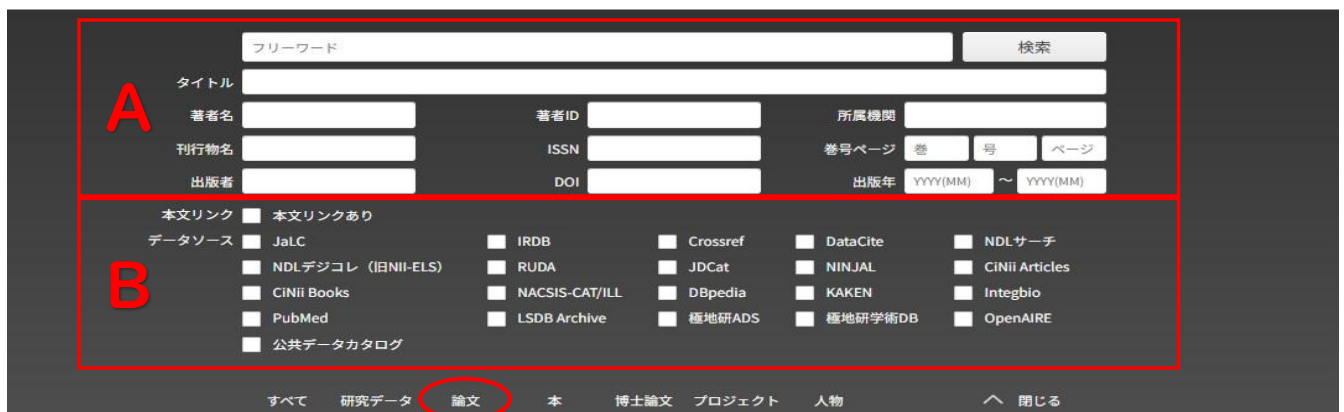 フリーワード 検索
タイトル
A
著者名 著者ID 所属機関
刊行物名 ISSN 巻号ページ 巻 号 ページ
出版者 DOI 出版年 YYYY(MM) ～ YYYY(MM)
本文リンク 本文リンクあり
データソース JaLC IRDB Crossref DataCite NDLサーチ
B
NDLデジコレ（旧NII-ELS） RUDA JDCat NINJAL CiNii Articles
CiNii Books NACSIS-CAT/ILL DBpedia KAKEN Integbio
PubMed LSDB Archive 極地研ADS 極地研学術DB OpenAIRE
公共データカタログ
すべて 研究データ 論文 本 博士論文 プロジェクト 人物 閉じる